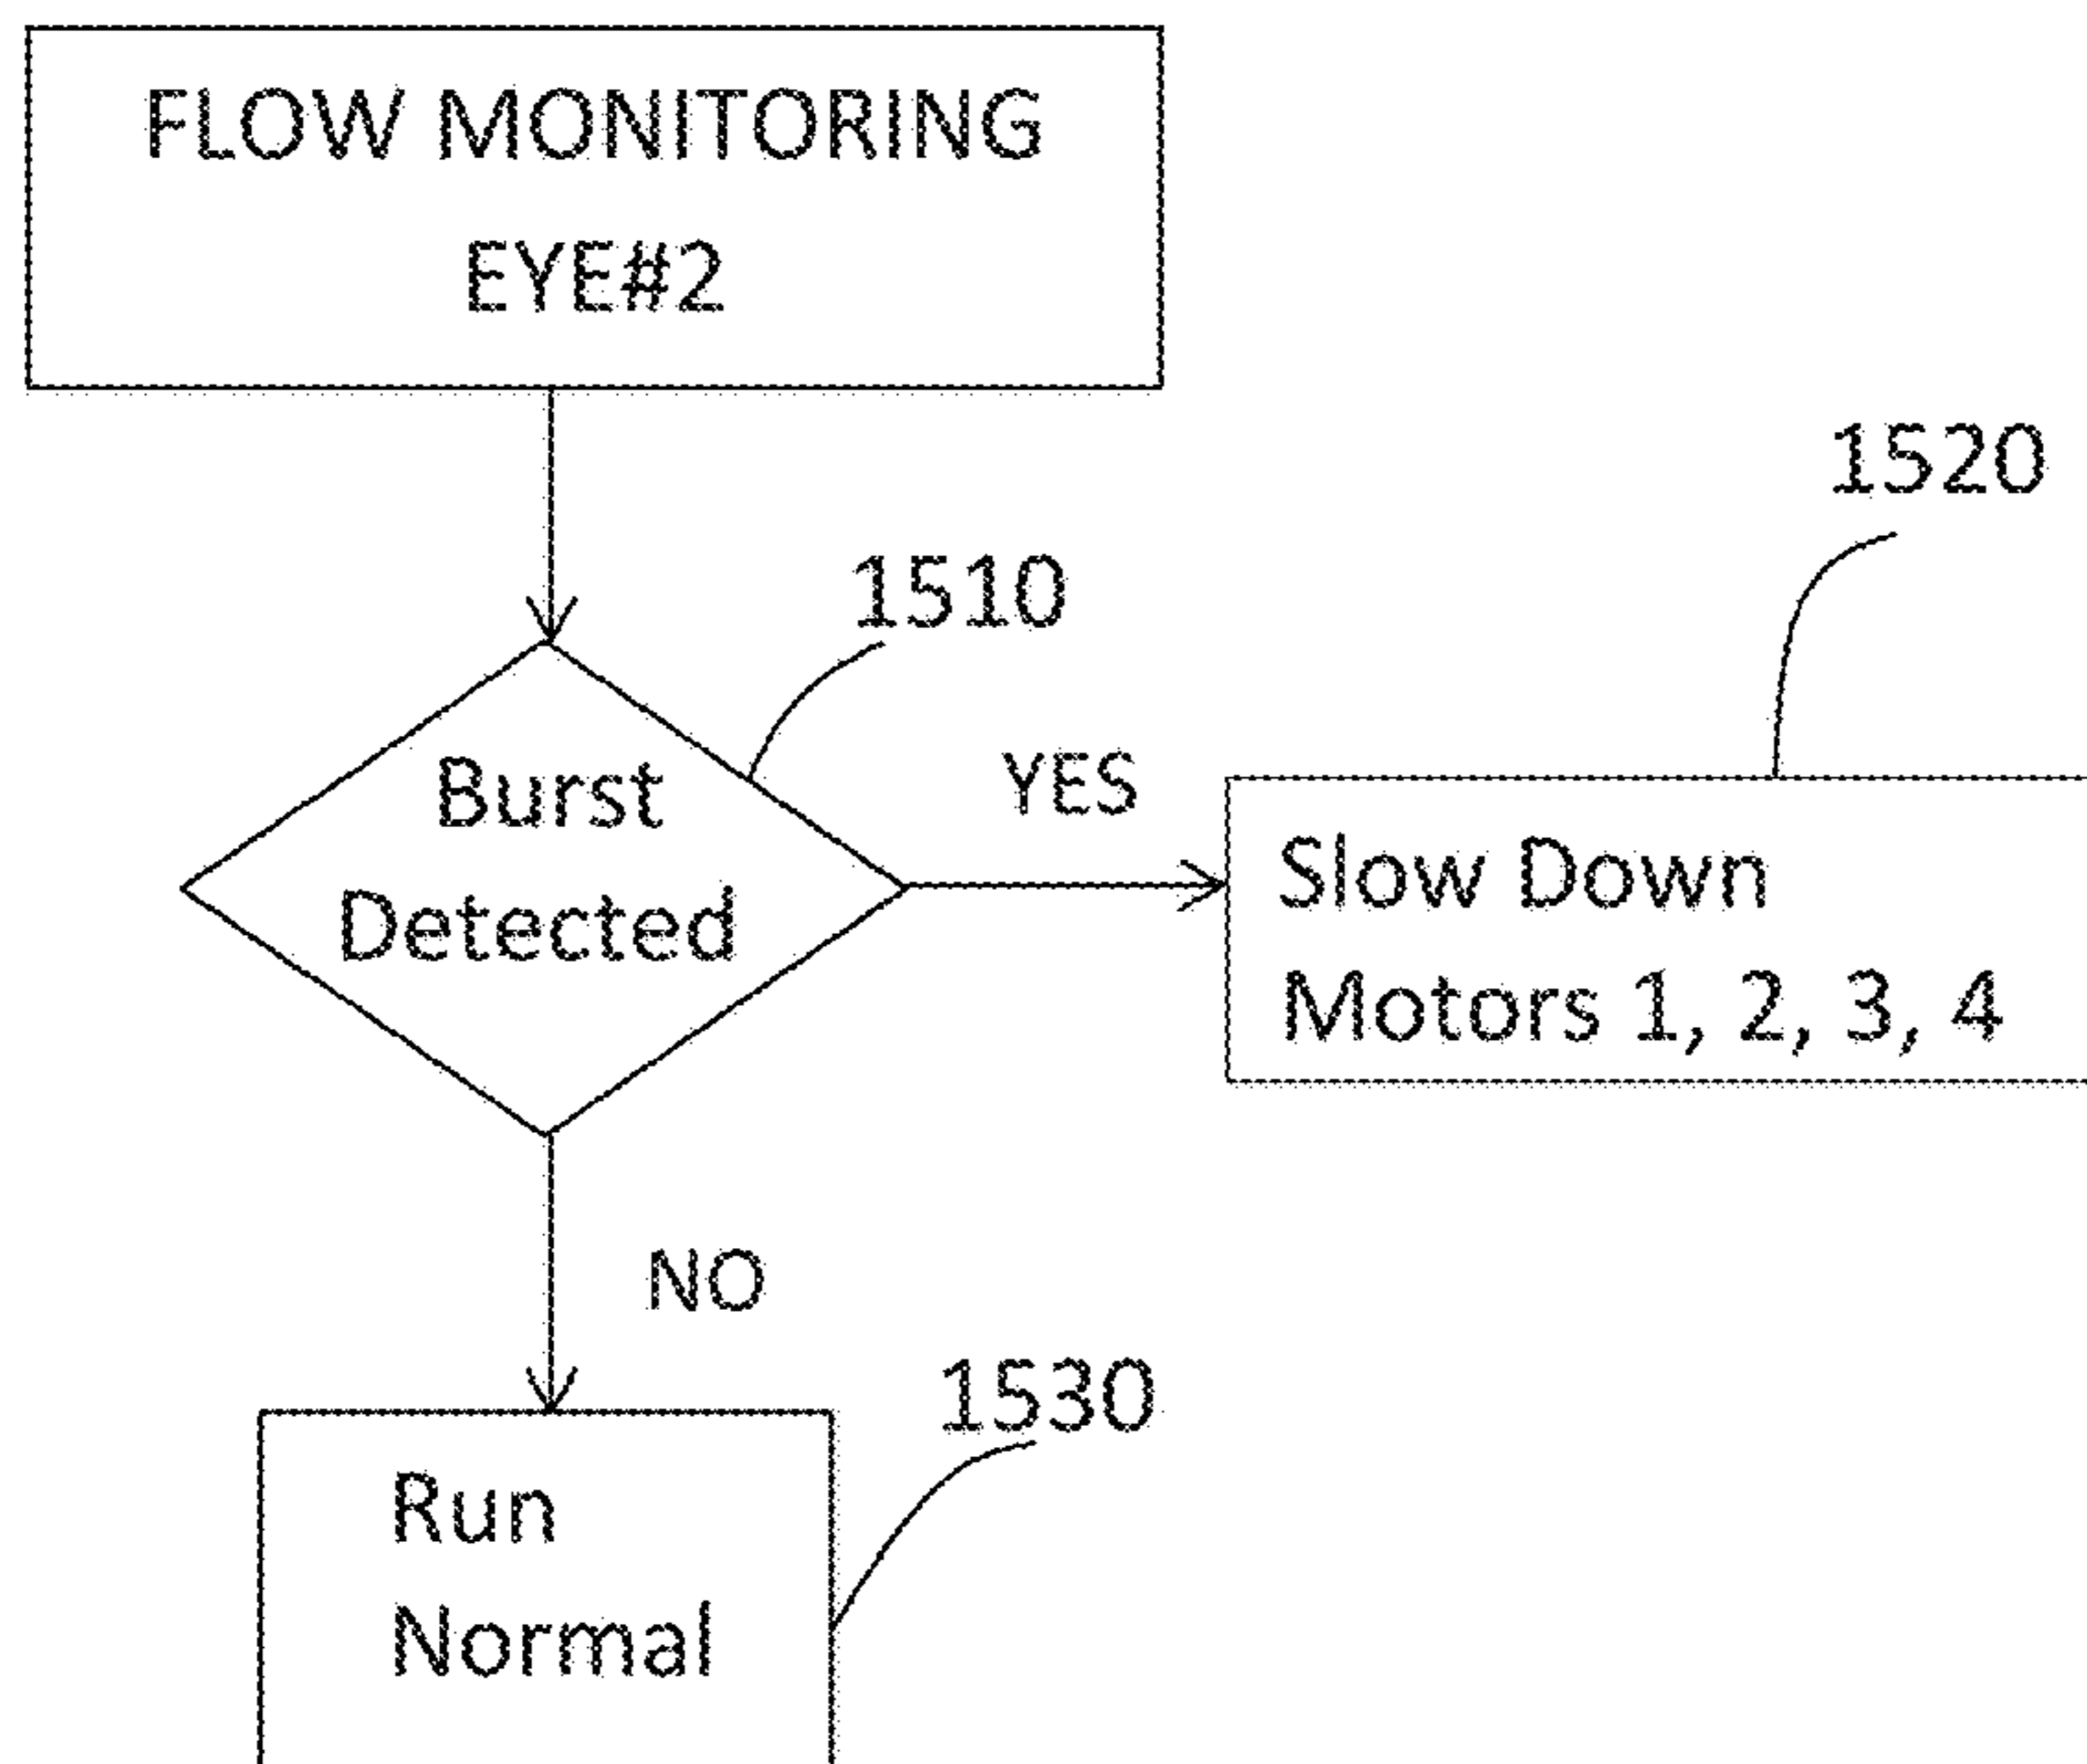 FLOW MONITORING
EYE#2
1520
1510
Burst
Detected
YES
Slow Down
Motors 1, 2, 3, 4
NO
1530
Run
Normal